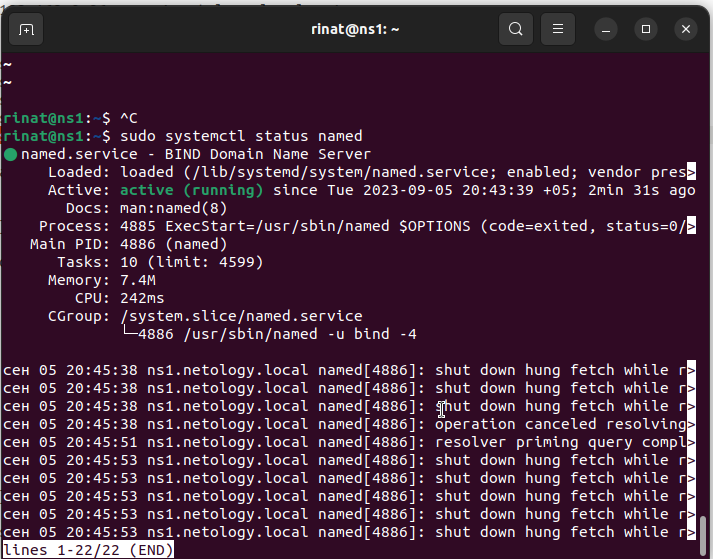 rinat@ns1: ~
~
~
rinat@ns1:~$ ^C
rinat@ns1:~$ sudo systemctl status named
● named.service - BIND Domain Name Server
     Loaded: loaded (/lib/systemd/system/named.service; enabled; vendor pres>
     Active: active (running) since Tue 2023-09-05 20:43:39 +05; 2min 31s ago
       Docs: man:named(8)
    Process: 4885 ExecStart=/usr/sbin/named $OPTIONS (code=exited, status=0/>
   Main PID: 4886 (named)
      Tasks: 10 (limit: 4599)
     Memory: 7.4M
        CPU: 242ms
     CGroup: /system.slice/named.service
             └─4886 /usr/sbin/named -u bind -4
сен 05 20:45:38 ns1.netology.local named[4886]: shut down hung fetch while r>
сен 05 20:45:38 ns1.netology.local named[4886]: shut down hung fetch while r>
сен 05 20:45:38 ns1.netology.local named[4886]: shut down hung fetch while r>
сен 05 20:45:38 ns1.netology.local named[4886]: operation canceled resolving>
сен 05 20:45:51 ns1.netology.local named[4886]: resolver priming query compl>
сен 05 20:45:53 ns1.netology.local named[4886]: shut down hung fetch while r>
сен 05 20:45:53 ns1.netology.local named[4886]: shut down hung fetch while r>
сен 05 20:45:53 ns1.netology.local named[4886]: shut down hung fetch while r>
сен 05 20:45:53 ns1.netology.local named[4886]: shut down hung fetch while r>
сен 05 20:45:53 ns1.netology.local named[4886]: shut down hung fetch while r>
lines 1-22/22 (END)